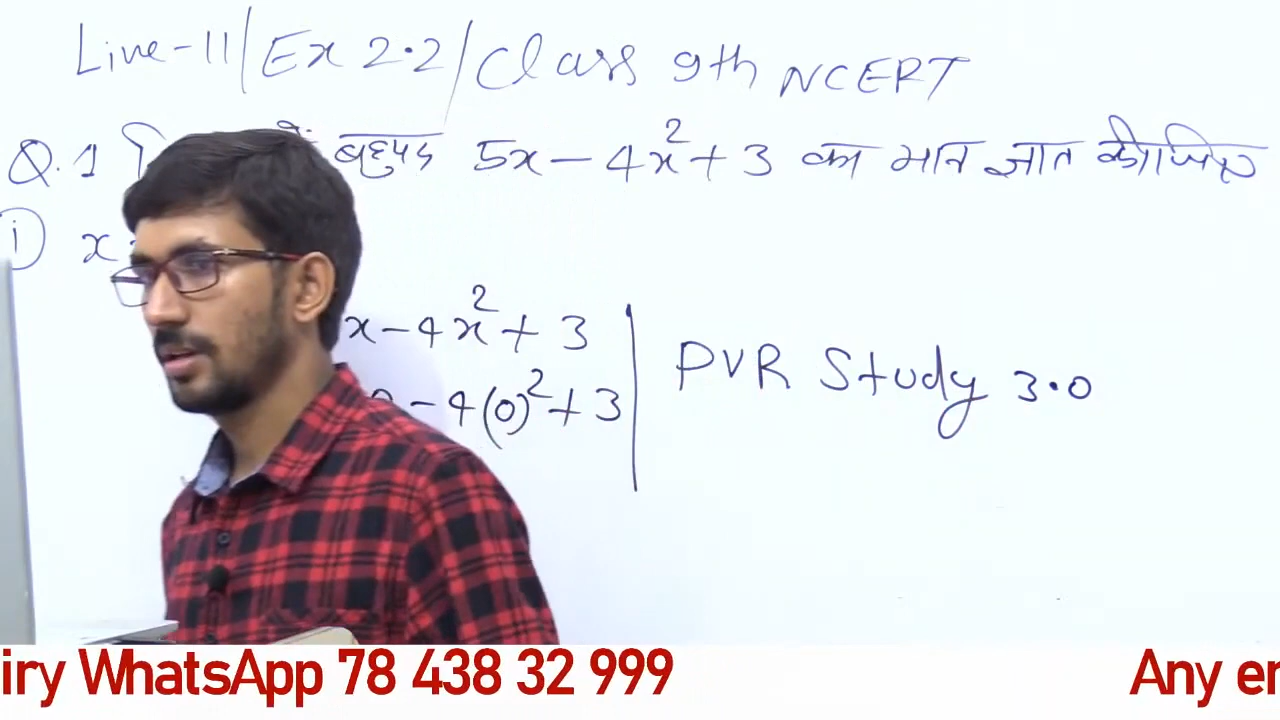 Live-11/Ex 2.2/Class 9th NCERT
Q.1 बहुपद 5x-4x²+3 का मान ज्ञात कीजिए
(i) x
x-4x²+3
-4(0)²+3
PVR Study 3.0
iry WhatsApp 78 438 32 999
Any en